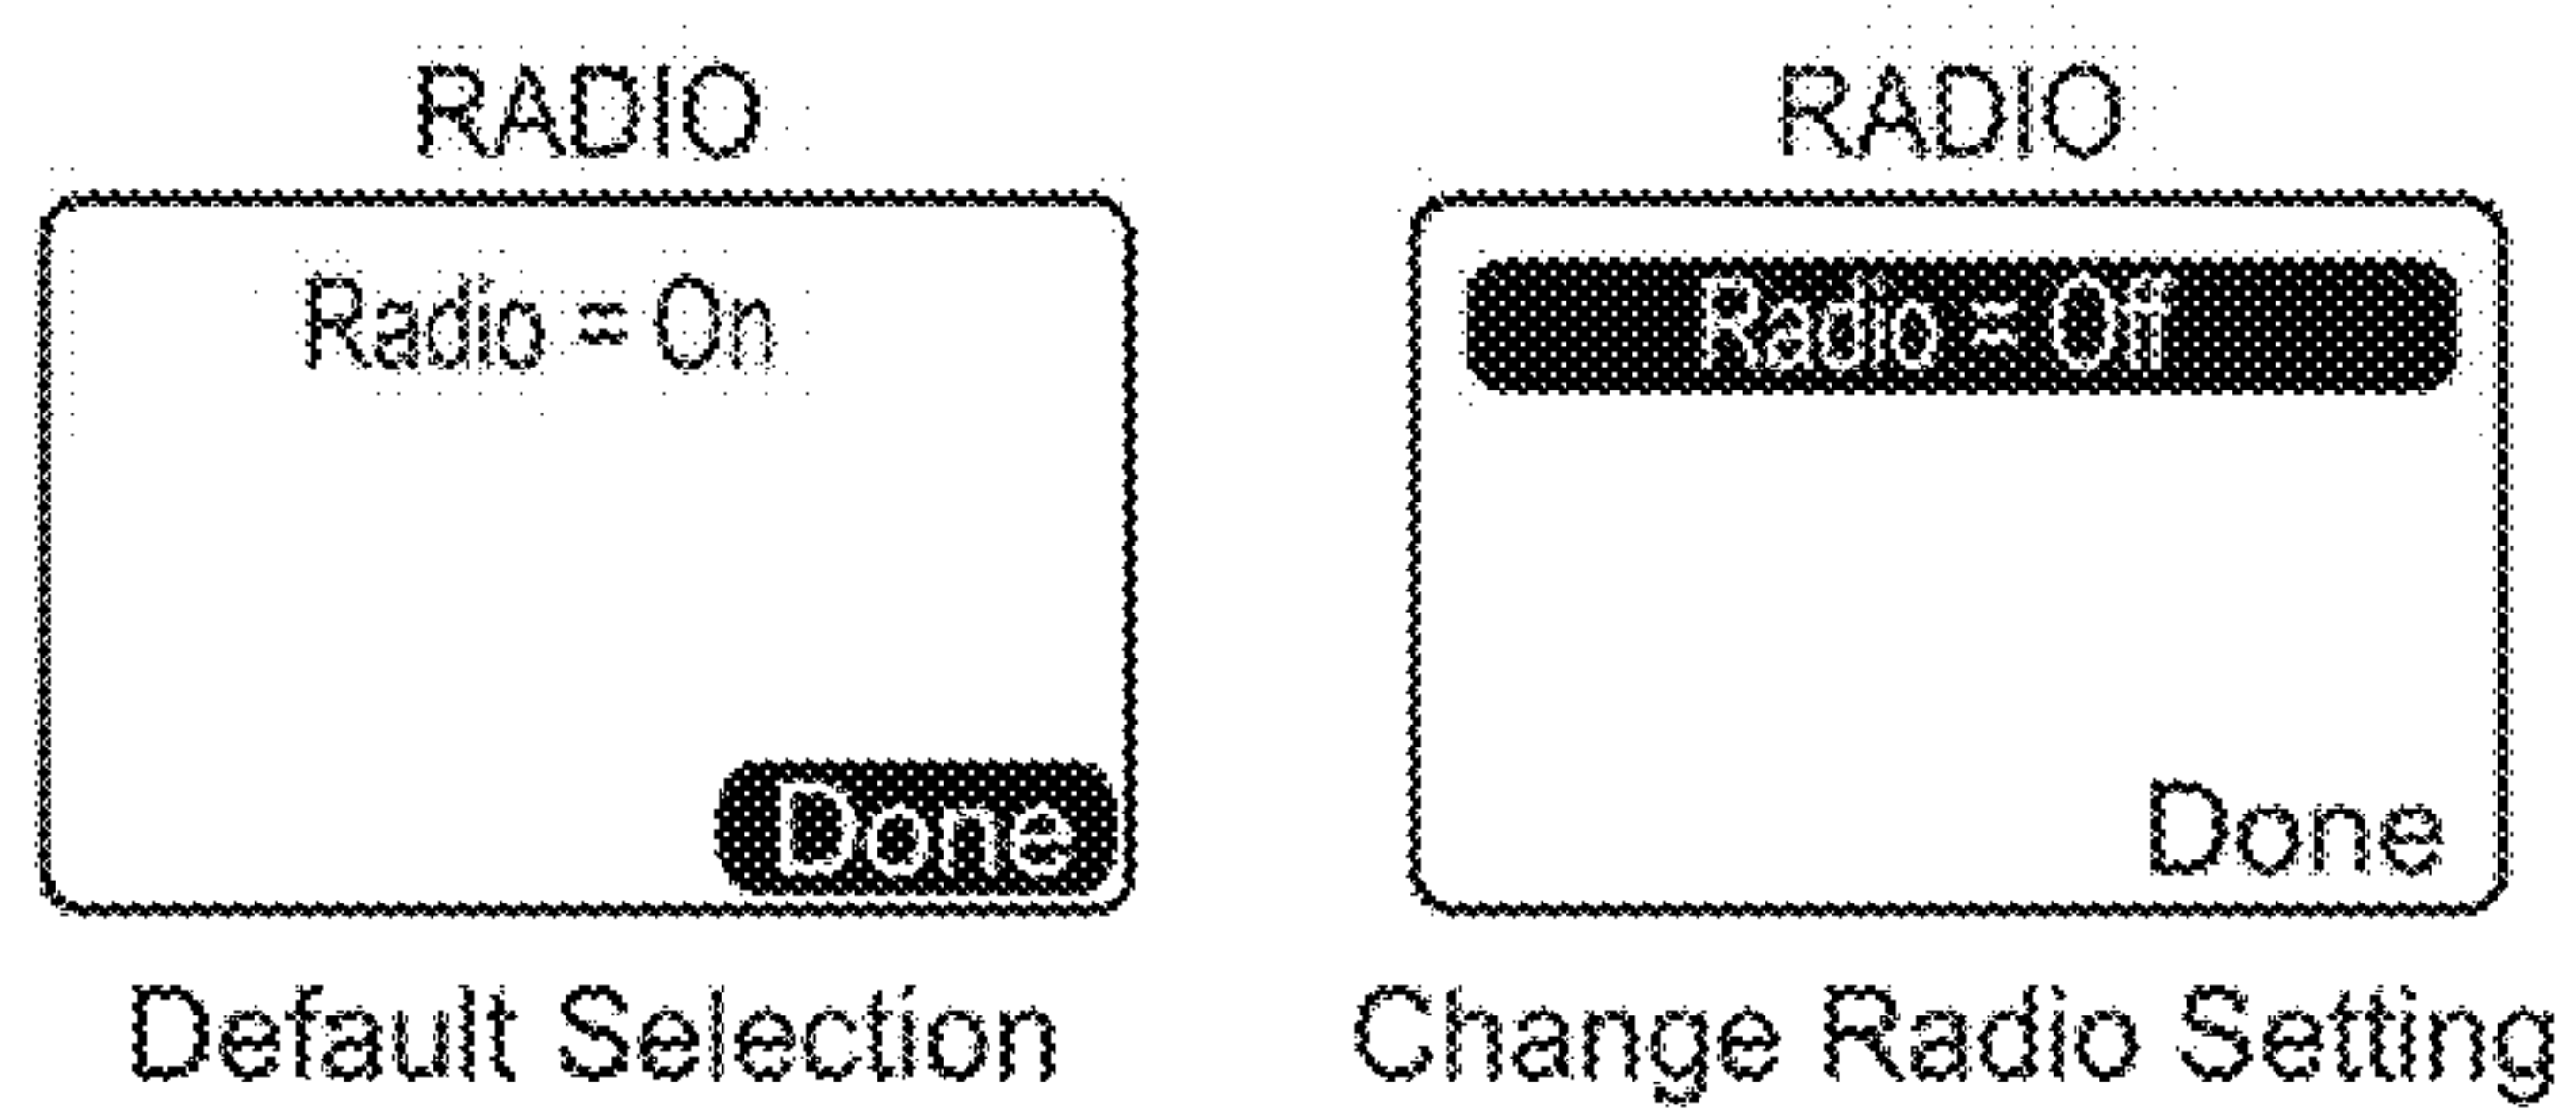 RADIO
Radio = On
Done
Default Selection
RADIO
Radio = Off
Done
Change Radio Setting